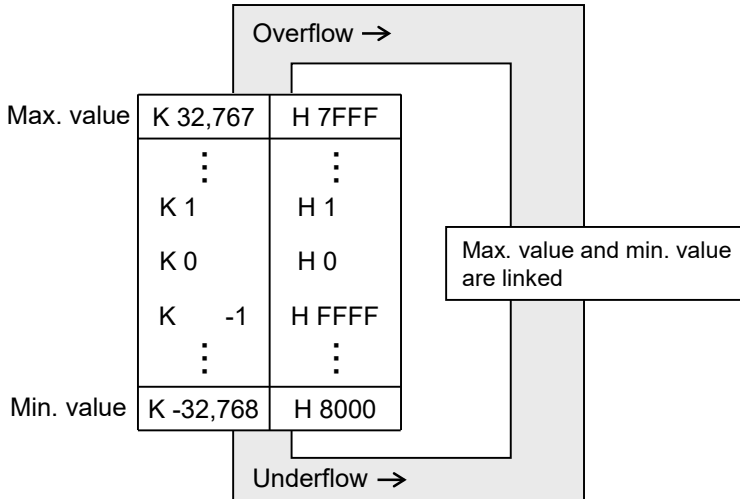 Overflow →
Max. value K 32,767 H 7FFF
⋮ ⋮
K 1 H 1
K 0 H 0
Max. value and min. value
are linked
K -1 H FFFF
⋮ ⋮
Min. value K -32,768 H 8000
Underflow →